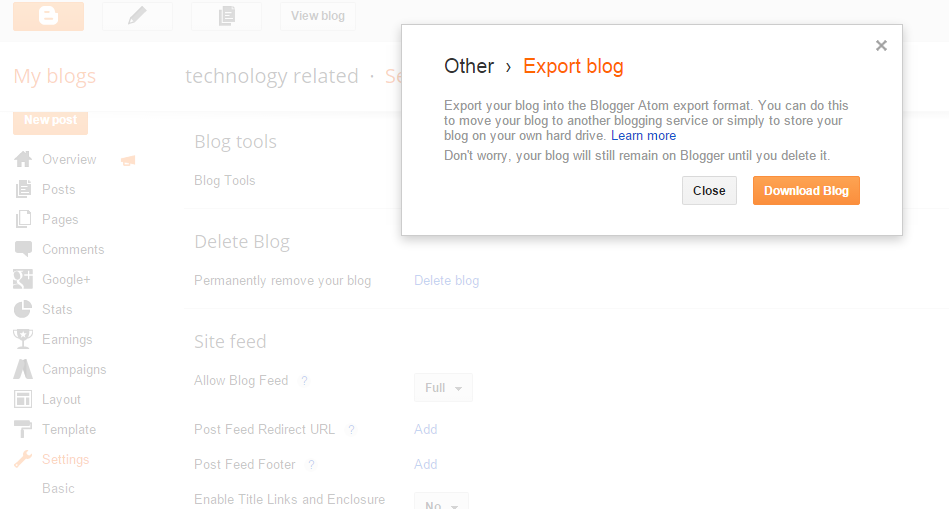 View blog
My blogs
technology related · Se
New post
Overview
Posts
Pages
Comments
Google+
Stats
Earnings
Campaigns
Layout
Template
Settings
Basic
Blog tools
Blog Tools
Delete Blog
Permanently remove your blog Delete blog
Site feed
Allow Blog Feed ? Full
Post Feed Redirect URL ? Add
Post Feed Footer ? Add
Enable Title Links and Enclosure No
Other › Export blog
Export your blog into the Blogger Atom export format. You can do this
to move your blog to another blogging service or simply to store your
blog on your own hard drive. Learn more
Don't worry, your blog will still remain on Blogger until you delete it.
Close Download Blog